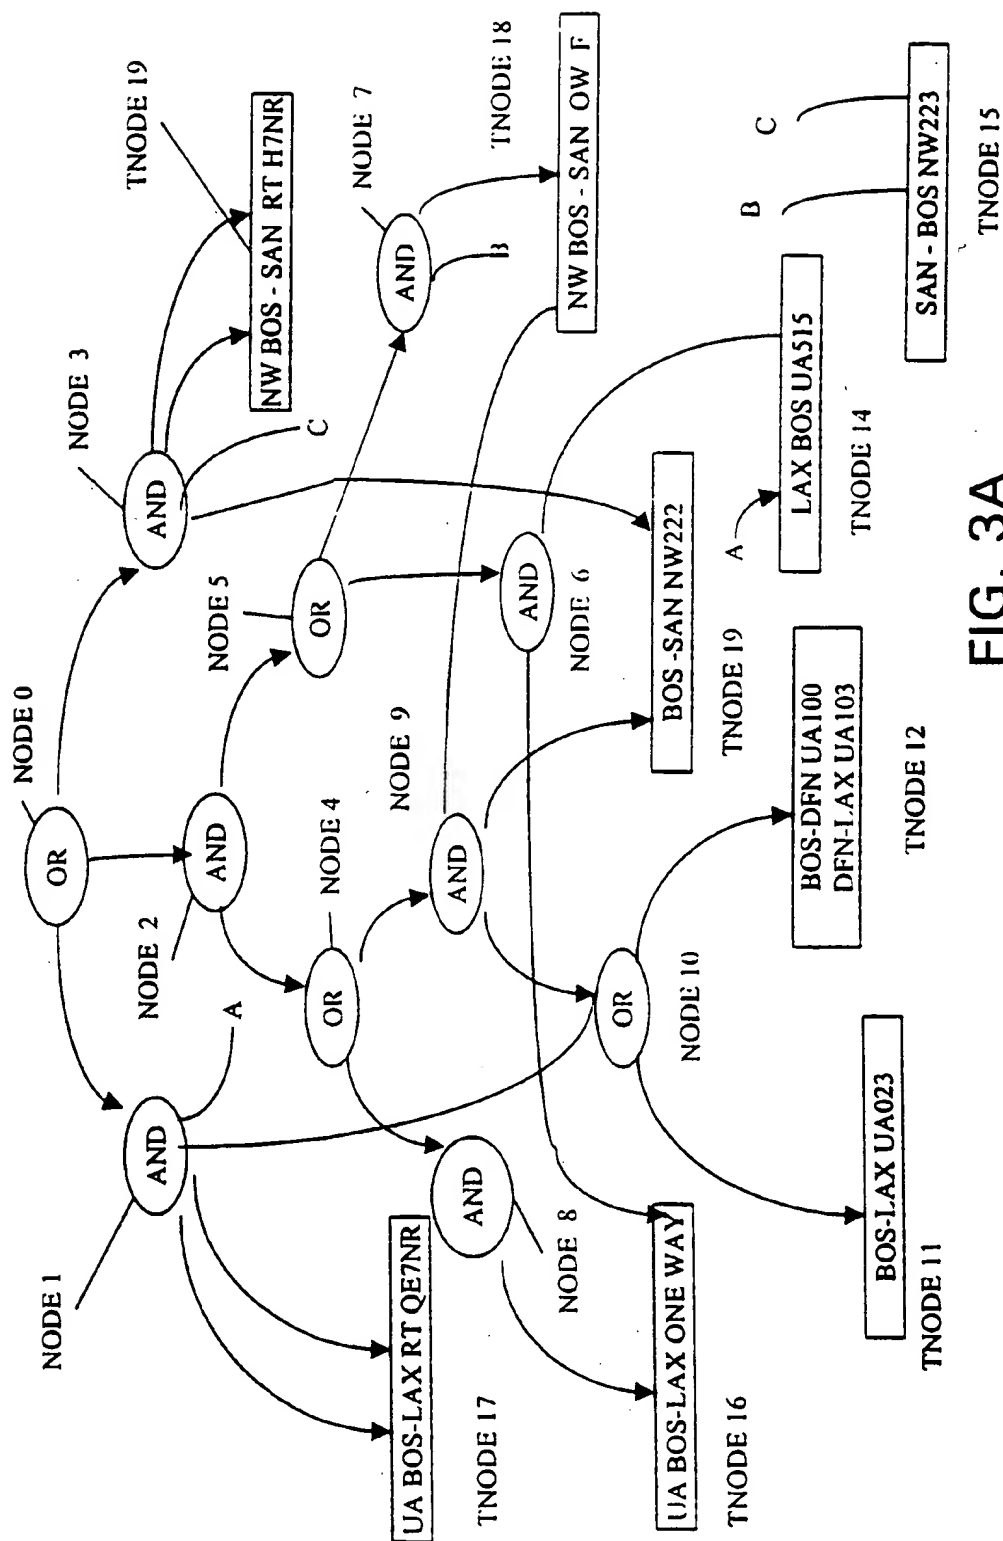 NODE 0
OR
NODE 1
AND
NODE 3
AND
TNODE 19
NODE 2
AND
A
NODE 5
OR
C
NW BOS - SAN RT H7NR
NODE 4
OR
NODE 7
AND
B
UA BOS-LAX RT QE7NR
TNODE 17
AND
NODE 8
NODE 9
AND
AND
NODE 6
TNODE 18
NW BOS - SAN OW F
OR
NODE 10
UA BOS-LAX ONE WAY
TNODE 16
BOS -SAN NW222
TNODE 19
A
LAX BOS UA515
TNODE 14
B
C
BOS-LAX UA023
TNODE 11
BOS-DFN UA100
DFN-LAX UA103
TNODE 12
SAN - BOS NW223
TNODE 15
FIG. 3A